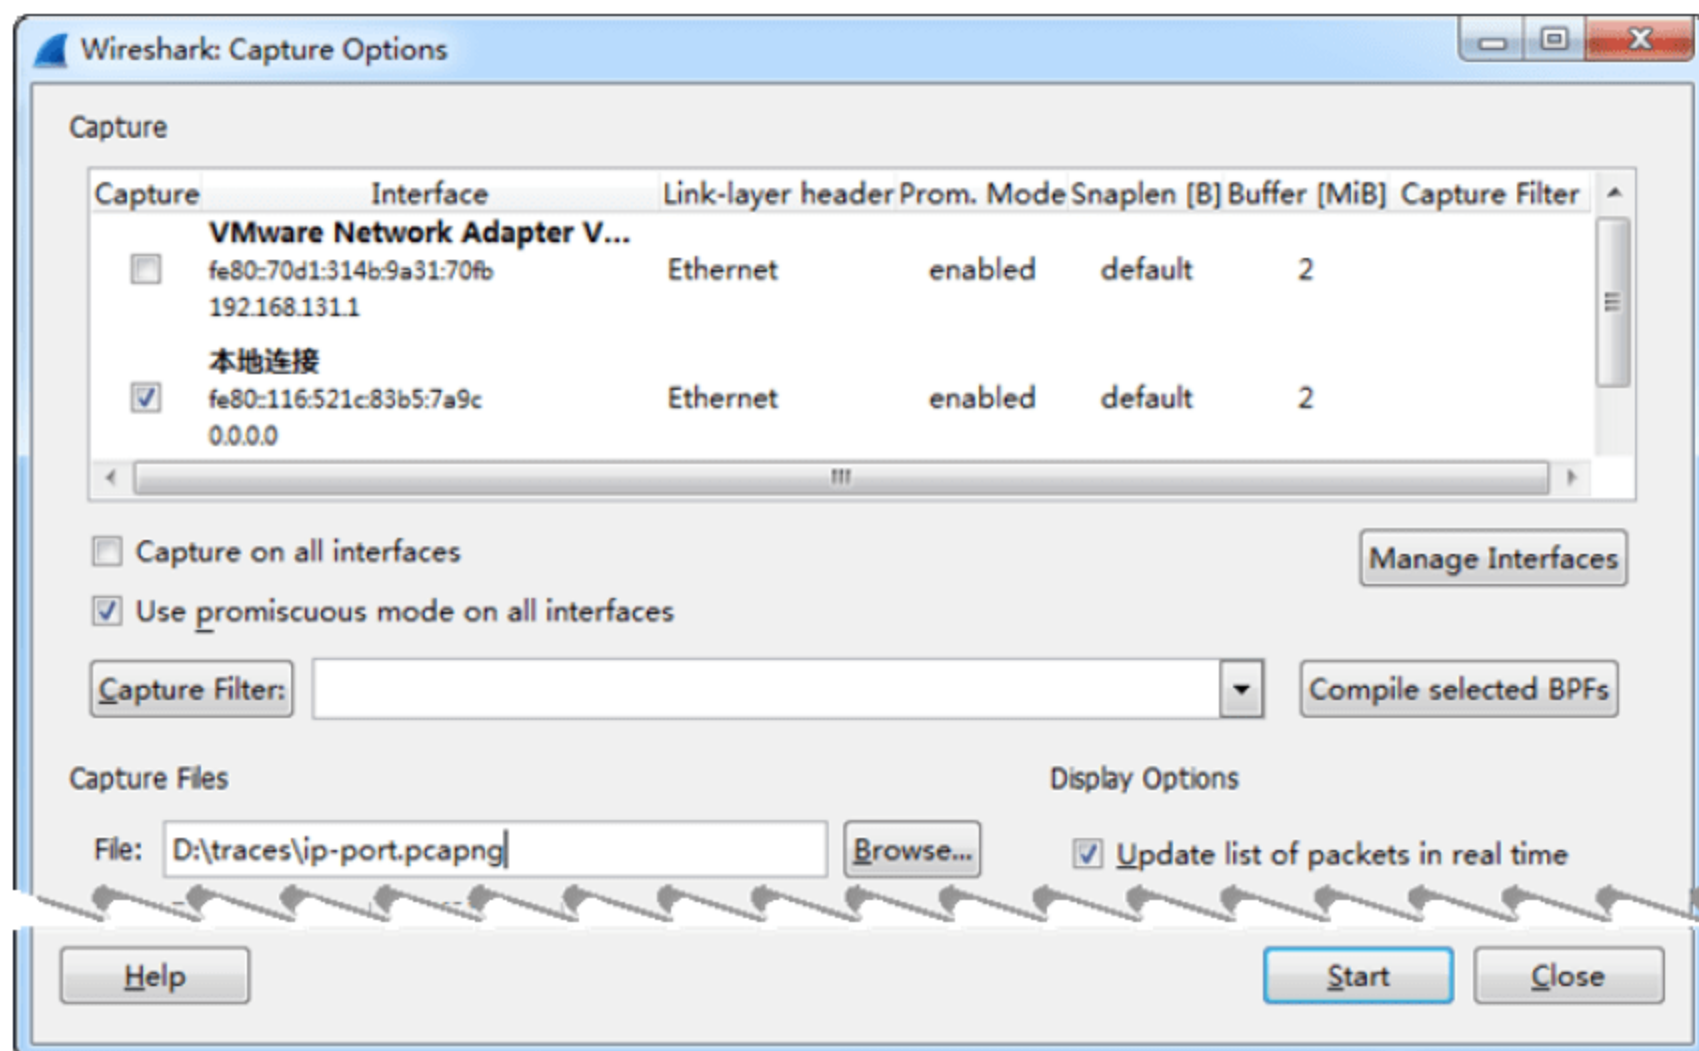 Wireshark: Capture Options
Capture
Capture Interface Link-layer header Prom. Mode Snaplen [B] Buffer [MiB] Capture Filter
VMware Network Adapter V...
fe80::70d1:314b:9a31:70fb Ethernet enabled default 2
192.168.131.1
本地连接
fe80::116:521c:83b5:7a9c Ethernet enabled default 2
0.0.0.0
Capture on all interfaces
Manage Interfaces
Use promiscuous mode on all interfaces
Capture Filter: Compile selected BPFs
Capture Files Display Options
File: D:\traces\ip-port.pcapng Browse... Update list of packets in real time
Help Start Close